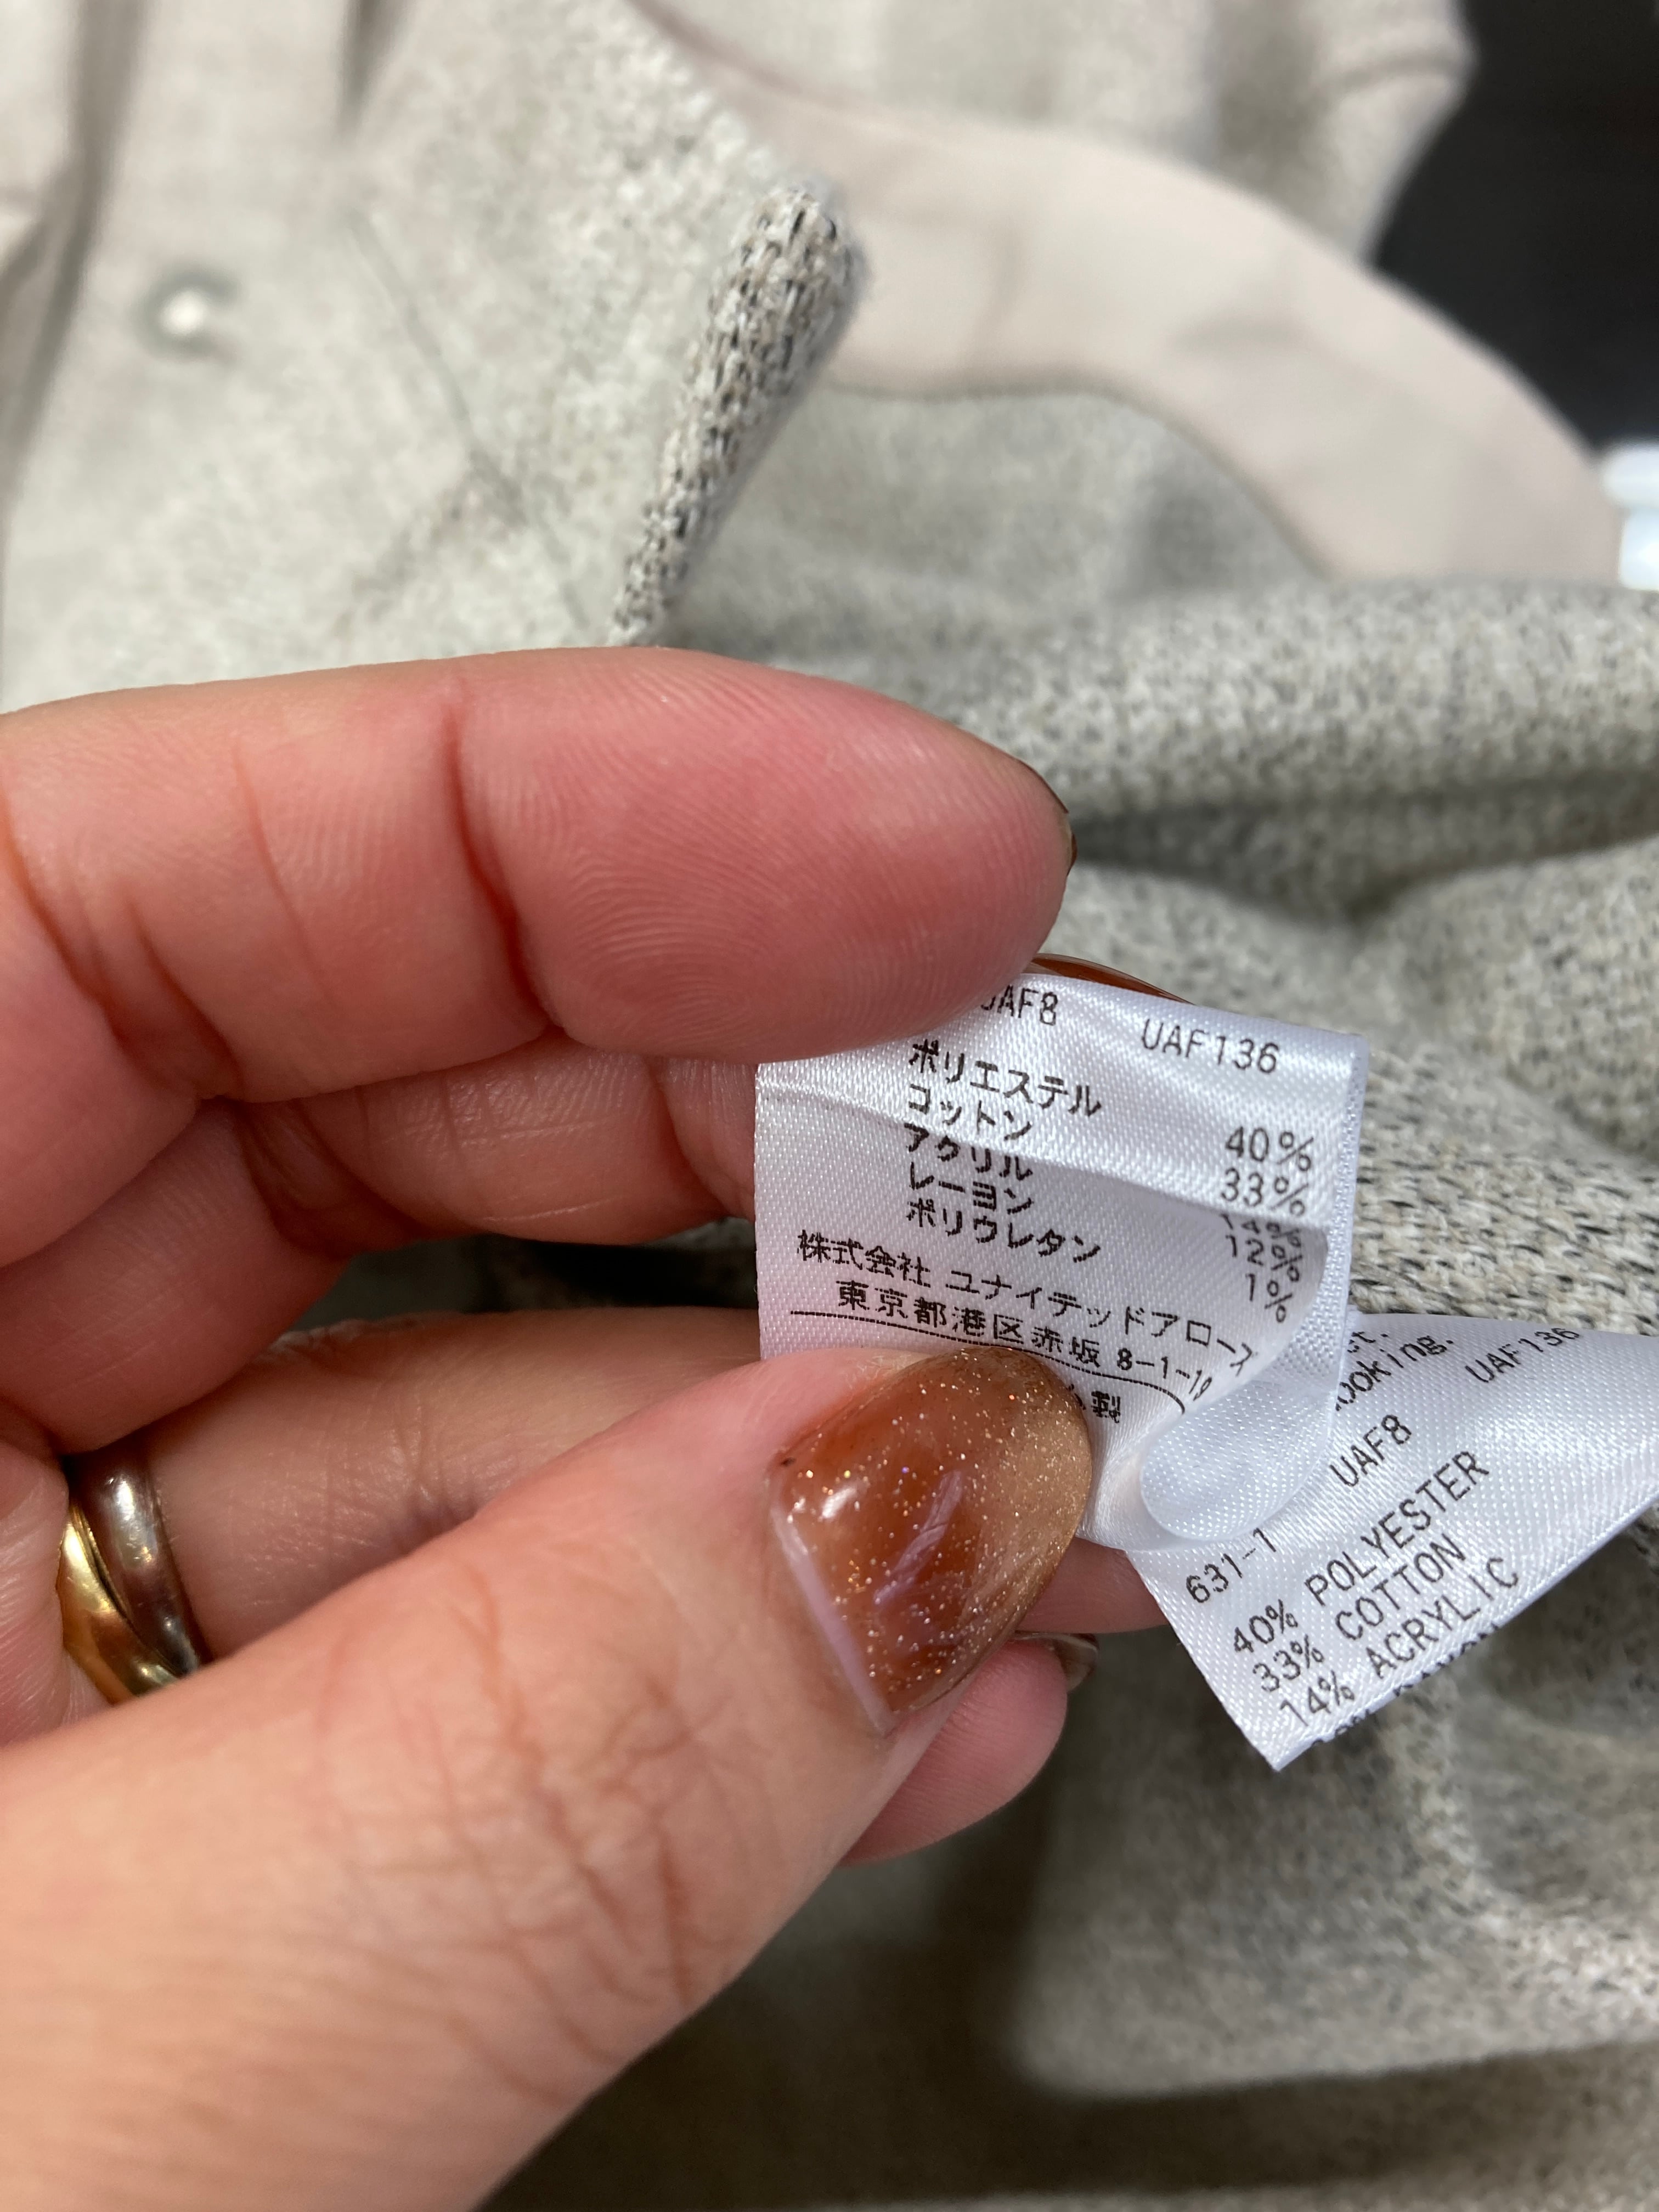 UAF8 UAF136
ポリエステル 40%
コットン 33%
アクリル 14%
レーヨン 12%
ポリウレタン 1%
株式会社 ユナイテッドアローズ
東京都港区赤坂 8-1-19
製
UAF136
UAF8
631-1
40% POLYESTER
33% COTTON
14% ACRYLIC